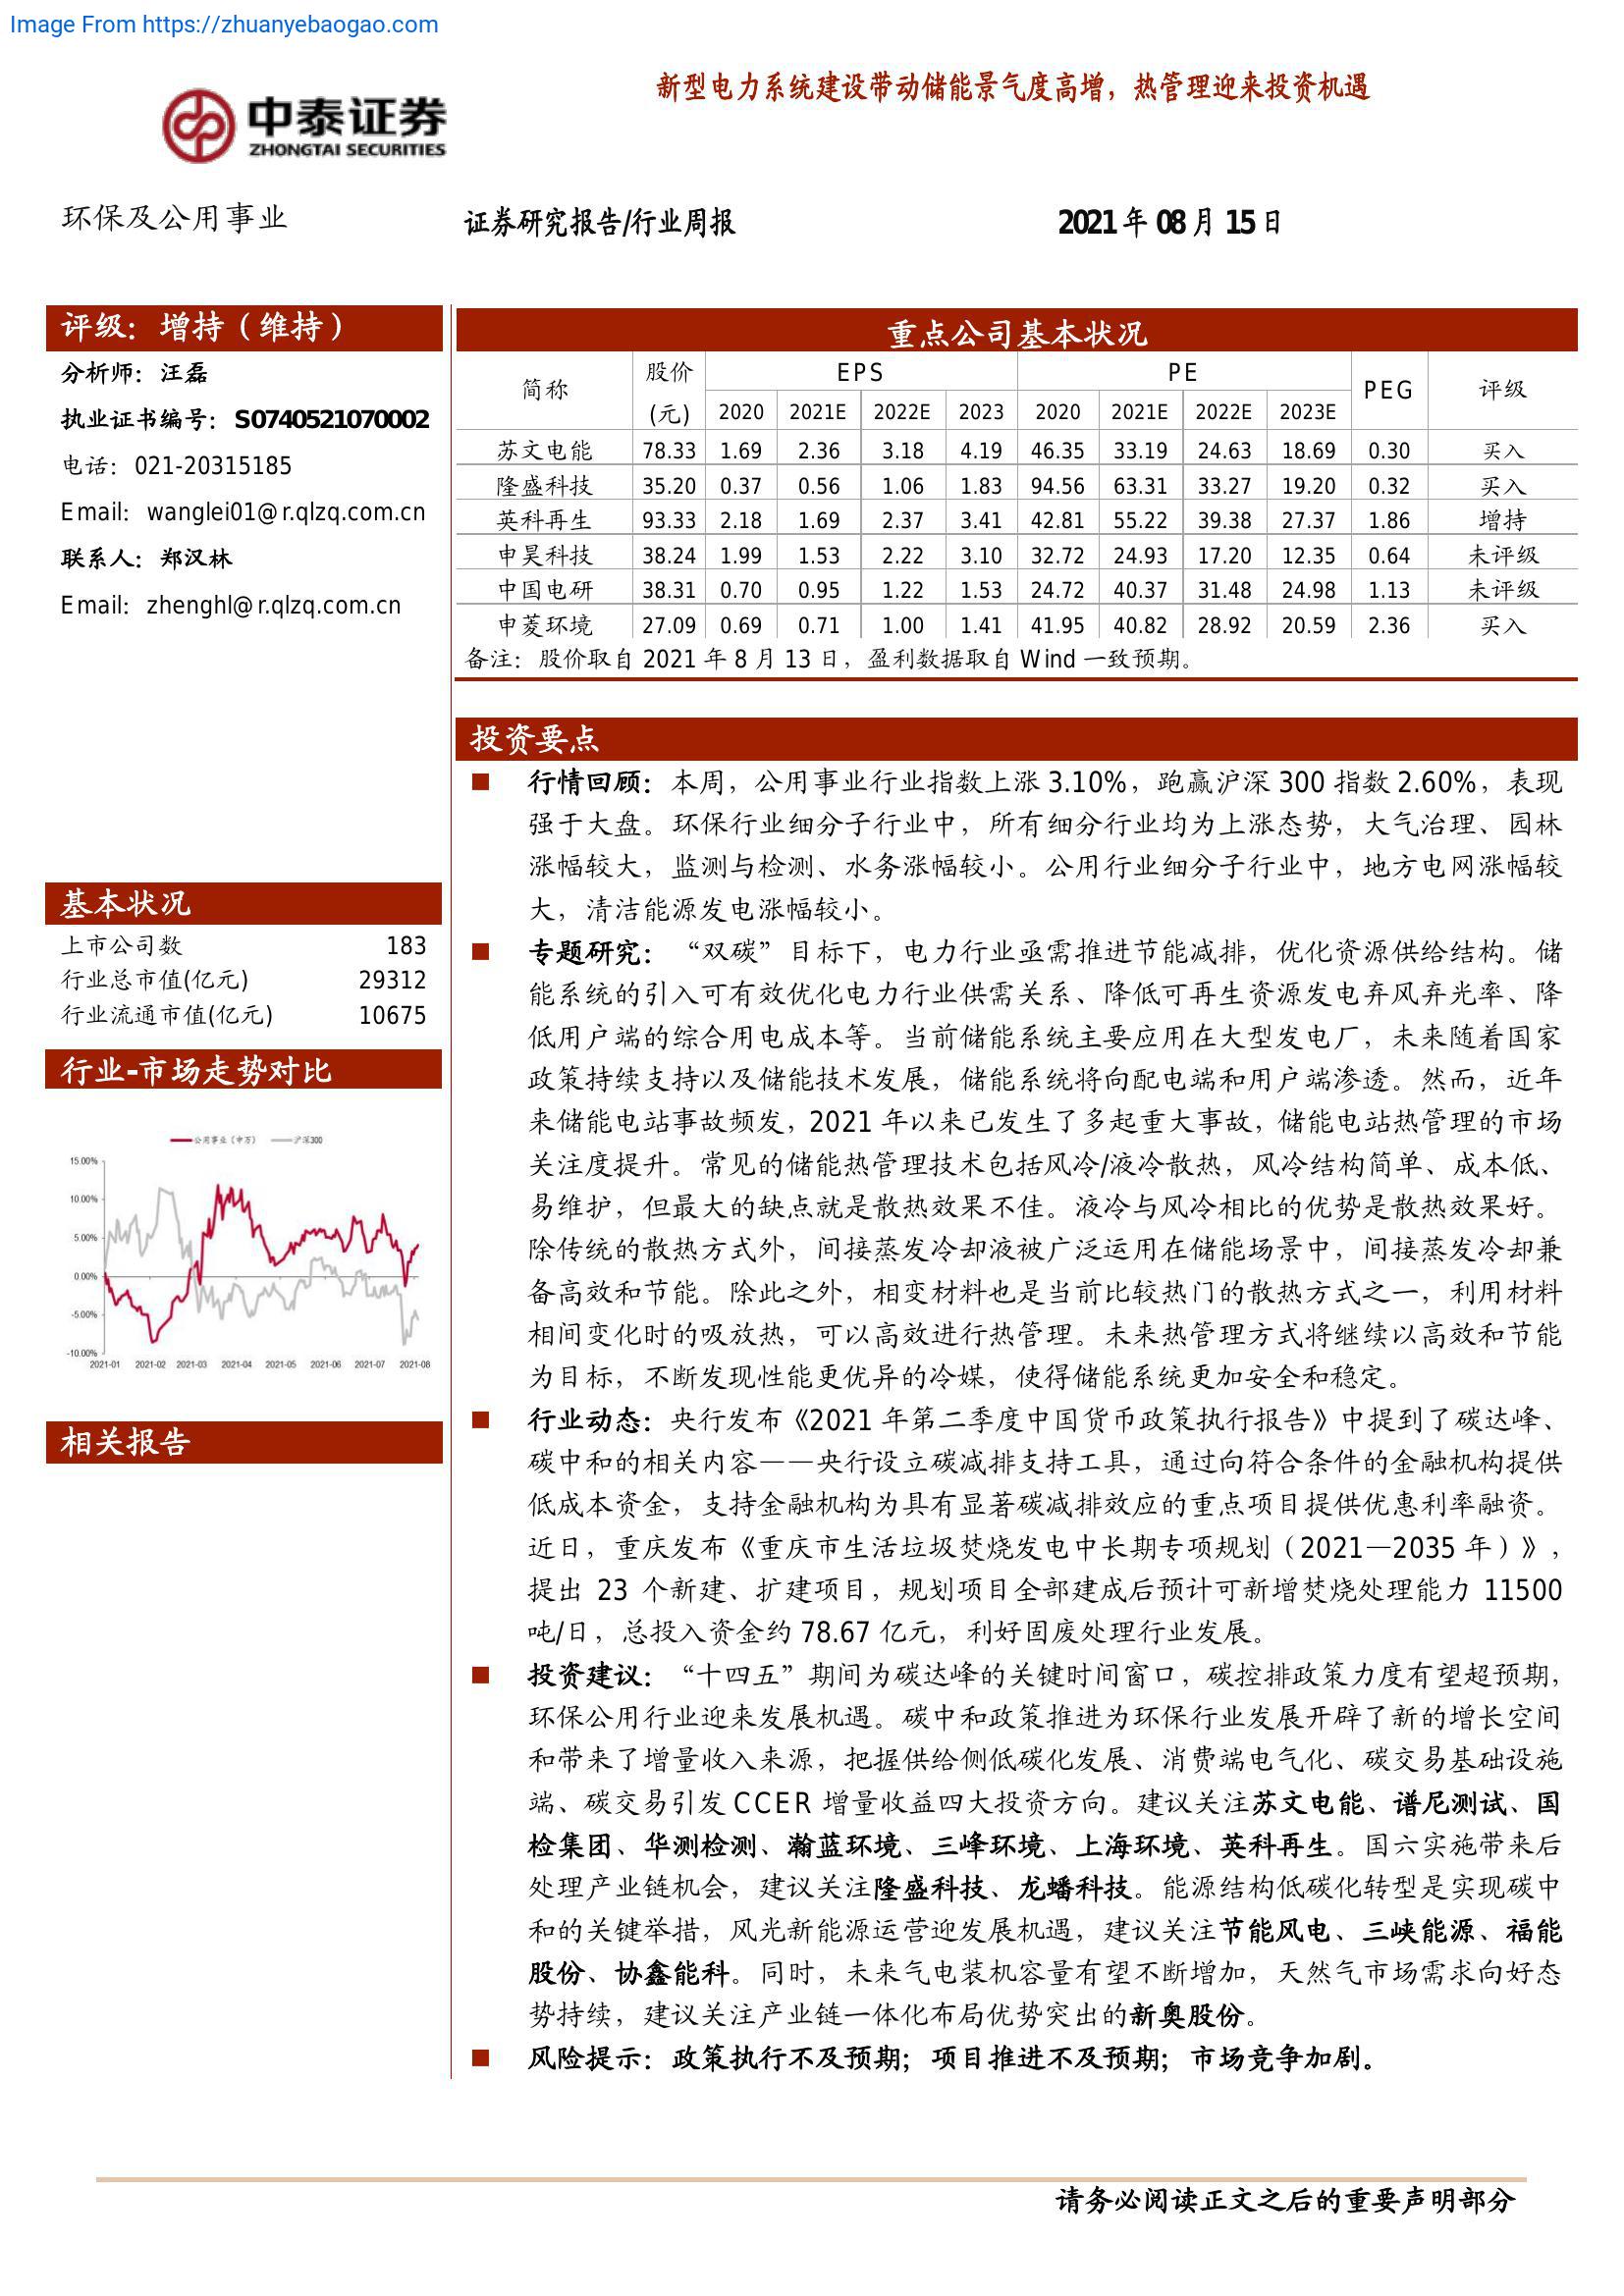 Image From https://zhuanyebaogao.com
新型电力系统建设带动储能景气度高增，热管理迎来投资机遇
中泰证券
ZHONGTAI SECURITIES
环保及公用事业 证券研究报告/行业周报 2021 年 08 月 15 日
评级：增持（维持）
分析师：汪磊
执业证书编号：S0740521070002
电话：021-20315185
Email：wanglei01@r.qlzq.com.cn
联系人：郑汉林
Email：zhenghl@r.qlzq.com.cn
基本状况
上市公司数 183
行业总市值(亿元) 29312
行业流通市值(亿元) 10675
行业-市场走势对比
公用事业（申万） 沪深300
15.00%
10.00%
5.00%
0.00%
-5.00%
-10.00%
2021-01 2021-02 2021-03 2021-04 2021-05 2021-06 2021-07 2021-08
相关报告
重点公司基本状况
简称 股价(元) EPS PE PEG 评级
2020 2021E 2022E 2023 2020 2021E 2022E 2023E
苏文电能 78.33 1.69 2.36 3.18 4.19 46.35 33.19 24.63 18.69 0.30 买入
隆盛科技 35.20 0.37 0.56 1.06 1.83 94.56 63.31 33.27 19.20 0.32 买入
英科再生 93.33 2.18 1.69 2.37 3.41 42.81 55.22 39.38 27.37 1.86 增持
申昊科技 38.24 1.99 1.53 2.22 3.10 32.72 24.93 17.20 12.35 0.64 未评级
中国电研 38.31 0.70 0.95 1.22 1.53 24.72 40.37 31.48 24.98 1.13 未评级
申菱环境 27.09 0.69 0.71 1.00 1.41 41.95 40.82 28.92 20.59 2.36 买入
备注：股价取自 2021 年 8 月 13 日，盈利数据取自 Wind 一致预期。
投资要点
■ 行情回顾：本周，公用事业行业指数上涨 3.10%，跑赢沪深 300 指数 2.60%，表现
强于大盘。环保行业细分子行业中，所有细分行业均为上涨态势，大气治理、园林
涨幅较大，监测与检测、水务涨幅较小。公用行业细分子行业中，地方电网涨幅较
大，清洁能源发电涨幅较小。
■ 专题研究：“双碳”目标下，电力行业亟需推进节能减排，优化资源供给结构。储
能系统的引入可有效优化电力行业供需关系、降低可再生资源发电弃风弃光率、降
低用户端的综合用电成本等。当前储能系统主要应用在大型发电厂，未来随着国家
政策持续支持以及储能技术发展，储能系统将向配电端和用户端渗透。然而，近年
来储能电站事故频发，2021 年以来已发生了多起重大事故，储能电站热管理的市场
关注度提升。常见的储能热管理技术包括风冷/液冷散热，风冷结构简单、成本低、
易维护，但最大的缺点就是散热效果不佳。液冷与风冷相比的优势是散热效果好。
除传统的散热方式外，间接蒸发冷却液被广泛运用在储能场景中，间接蒸发冷却兼
备高效和节能。除此之外，相变材料也是当前比较热门的散热方式之一，利用材料
相间变化时的吸放热，可以高效进行热管理。未来热管理方式将继续以高效和节能
为目标，不断发现性能更优异的冷媒，使得储能系统更加安全和稳定。
■ 行业动态：央行发布《2021 年第二季度中国货币政策执行报告》中提到了碳达峰、
碳中和的相关内容——央行设立碳减排支持工具，通过向符合条件的金融机构提供
低成本资金，支持金融机构为具有显著碳减排效应的重点项目提供优惠利率融资。
近日，重庆发布《重庆市生活垃圾焚烧发电中长期专项规划（2021—2035 年）》，
提出 23 个新建、扩建项目，规划项目全部建成后预计可新增焚烧处理能力 11500
吨/日，总投入资金约 78.67 亿元，利好固废处理行业发展。
■ 投资建议：“十四五”期间为碳达峰的关键时间窗口，碳控排政策力度有望超预期，
环保公用行业迎来发展机遇。碳中和政策推进为环保行业发展开辟了新的增长空间
和带来了增量收入来源，把握供给侧低碳化发展、消费端电气化、碳交易基础设施
端、碳交易引发 CCER 增量收益四大投资方向。建议关注苏文电能、谱尼测试、国
检集团、华测检测、瀚蓝环境、三峰环境、上海环境、英科再生。国六实施带来后
处理产业链机会，建议关注隆盛科技、龙蟠科技。能源结构低碳化转型是实现碳中
和的关键举措，风光新能源运营迎发展机遇，建议关注节能风电、三峡能源、福能
股份、协鑫能科。同时，未来气电装机容量有望不断增加，天然气市场需求向好态
势持续，建议关注产业链一体化布局优势突出的新奥股份。
■ 风险提示：政策执行不及预期；项目推进不及预期；市场竞争加剧。
请务必阅读正文之后的重要声明部分